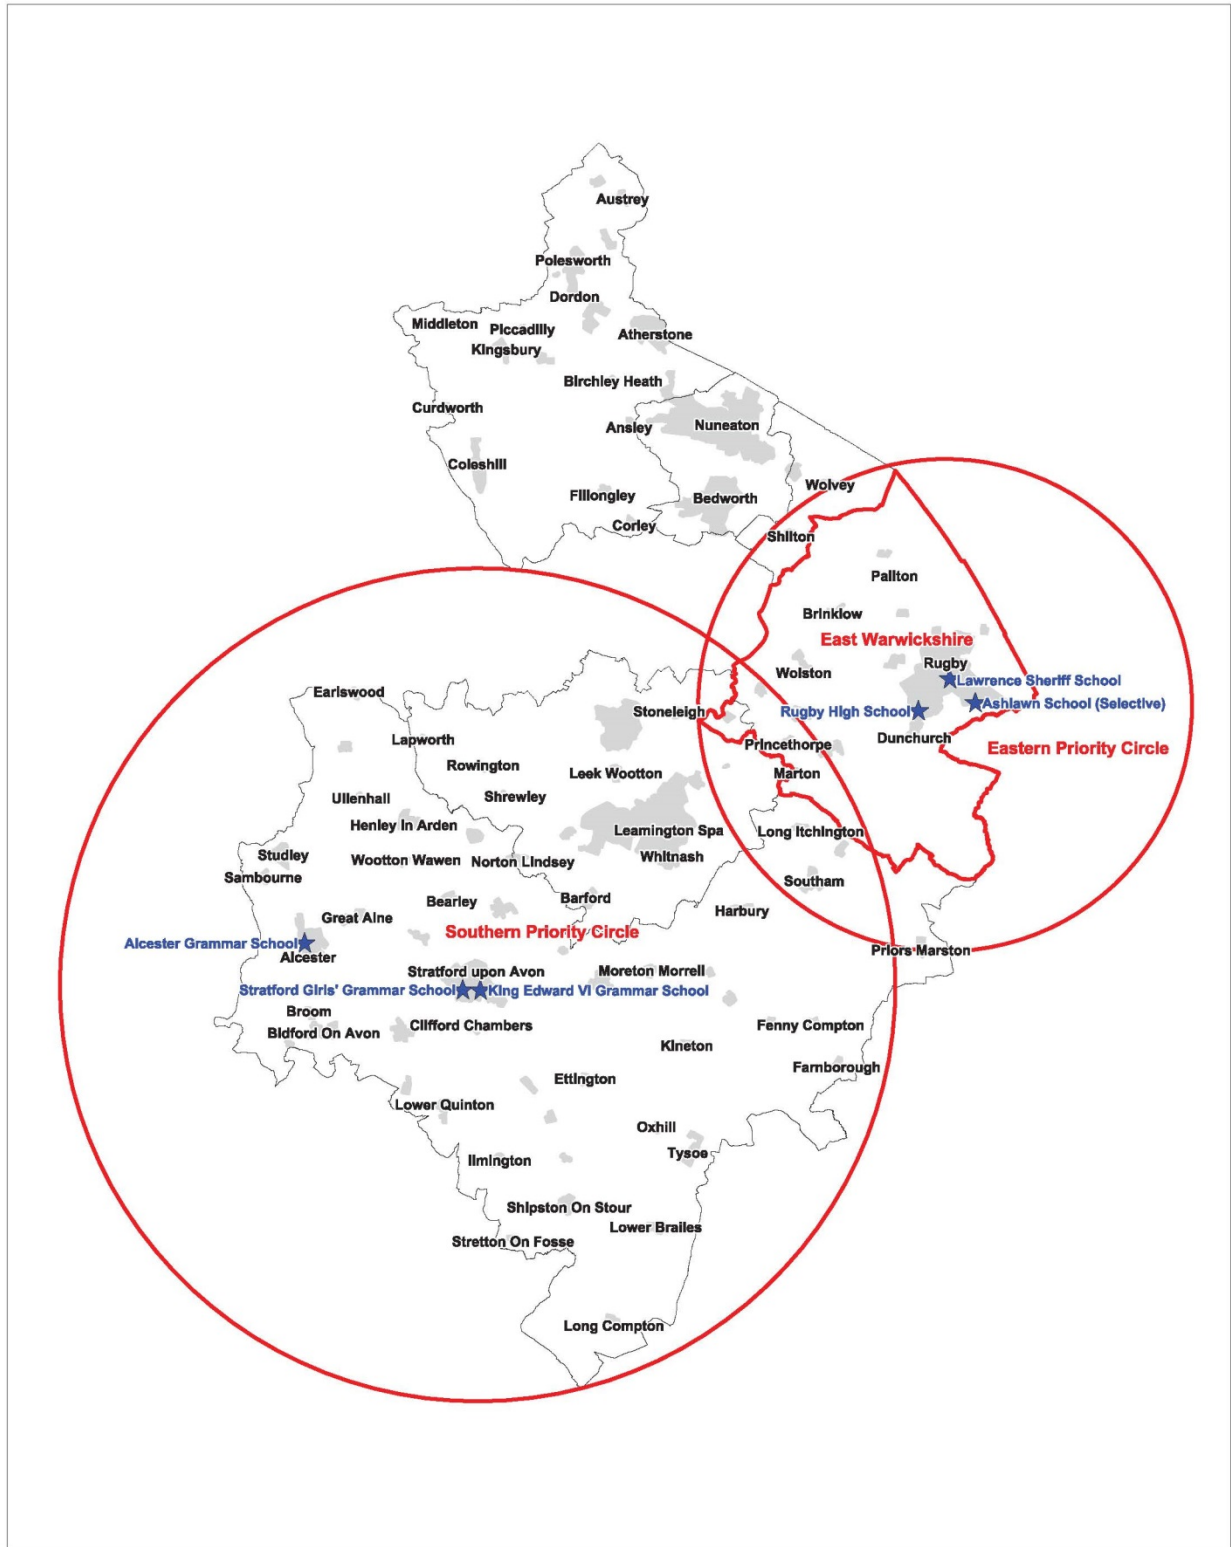 Austrey
Polesworth
Dordon
Middleton
Piccadilly
Atherstone
Kingsbury
Birchley Heath
Curdworth
Ansley
Nuneaton
Coleshill
Wolvey
Fillongley
Bedworth
Corley
Shilton
Pailton
Brinklow
East Warwickshire
Rugby
Wolston
Lawrence Sheriff School
Earlswood
Ashlawn School (Selective)
Stoneleigh
Rugby High School
Lapworth
Dunchurch
Princethorpe
Eastern Priority Circle
Rowington
Leek Wootton
Marton
Shrewley
Ullenhall
Henley In Arden
Leamington Spa
Long Itchington
Studley
Wootton Wawen
Norton Lindsey
Whitnash
Sambourne
Southam
Bearley
Barford
Harbury
Great Alne
Southern Priority Circle
Alcester Grammar School
Priors Marston
Alcester
Stratford upon Avon
Moreton Morrell
Stratford Girls' Grammar School
King Edward VI Grammar School
Broom
Bidford On Avon
Clifford Chambers
Fenny Compton
Kineton
Farnborough
Ettington
Lower Quinton
Oxhill
Tysoe
Ilmington
Shipston On Stour
Lower Brailes
Stretton On Fosse
Long Compton